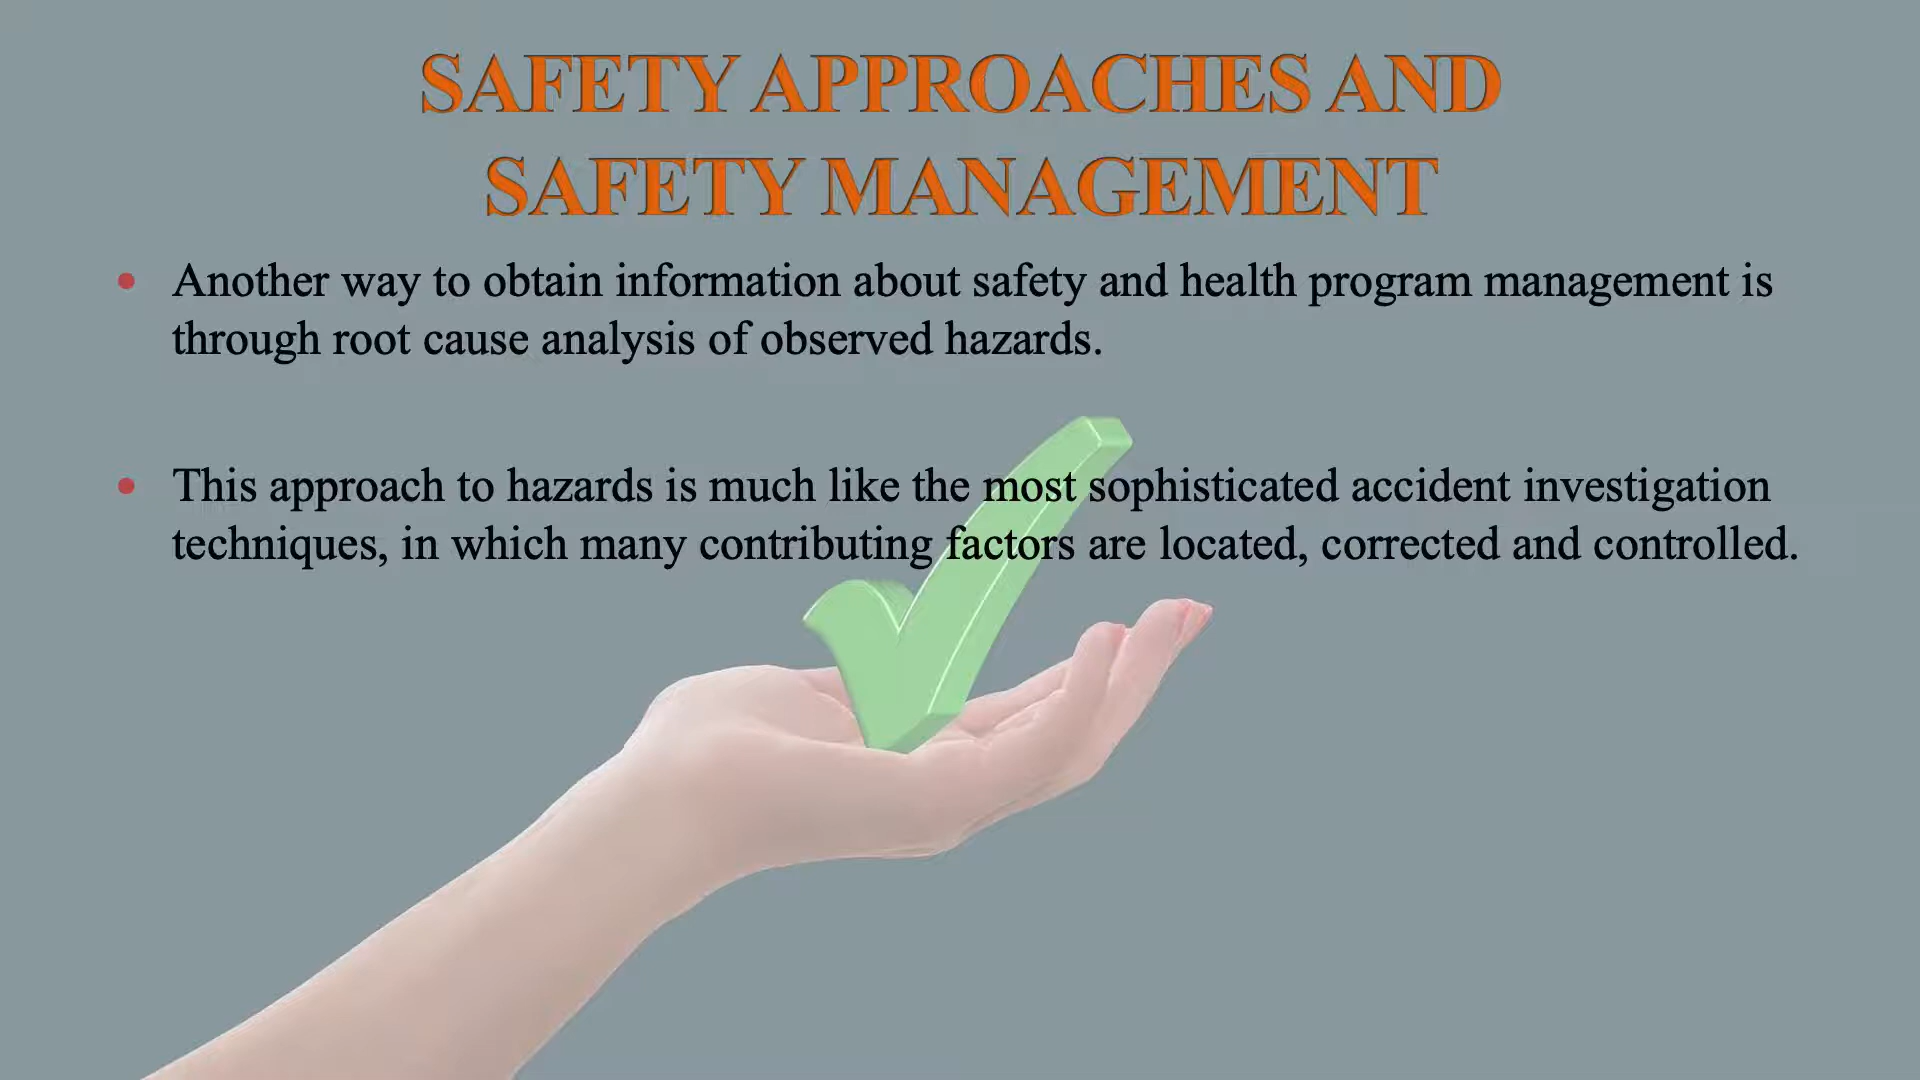 SAFETY APPROACHES AND
SAFETY MANAGEMENT
• Another way to obtain information about safety and health program management is
through root cause analysis of observed hazards.
• This approach to hazards is much like the most sophisticated accident investigation
techniques, in which many contributing factors are located, corrected and controlled.